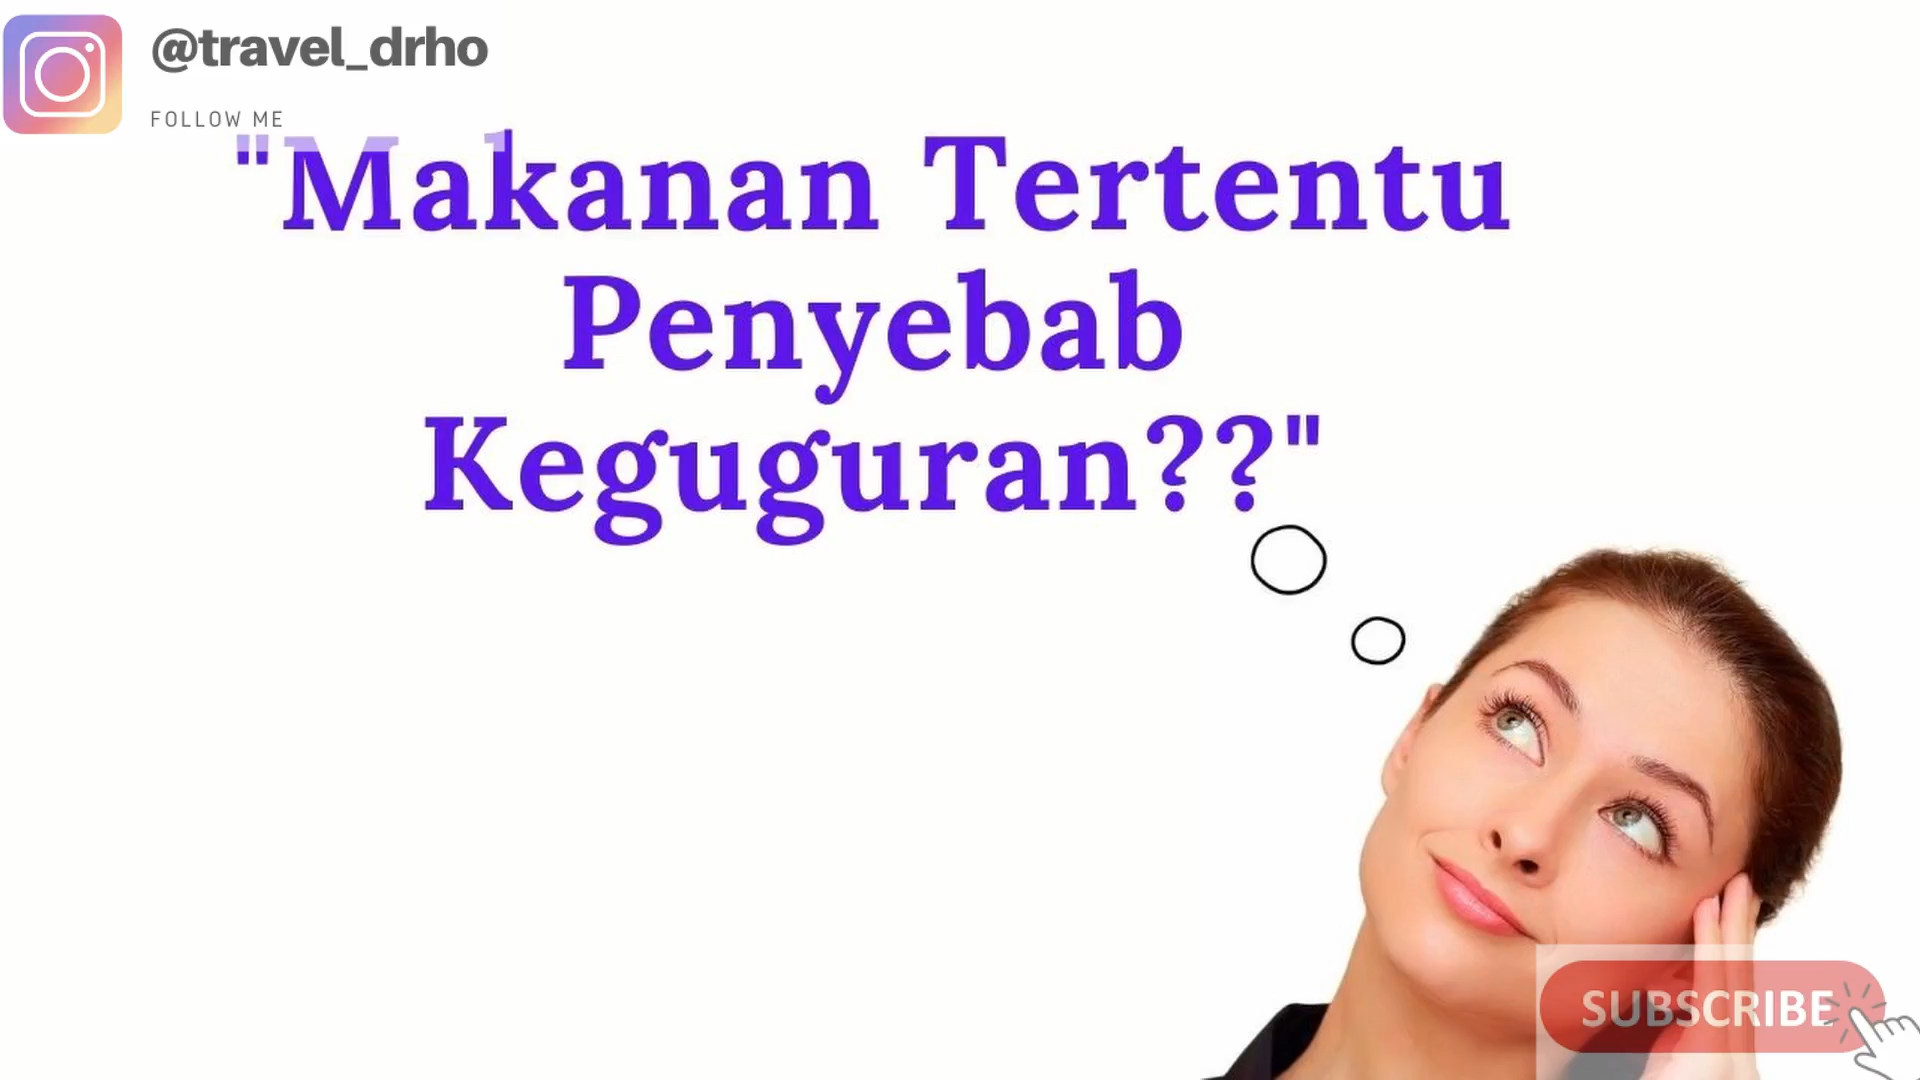 @travel_drho
FOLLOW ME
"Makanan Tertentu
Penyebab
Keguguran??"
SUBSCRIBE